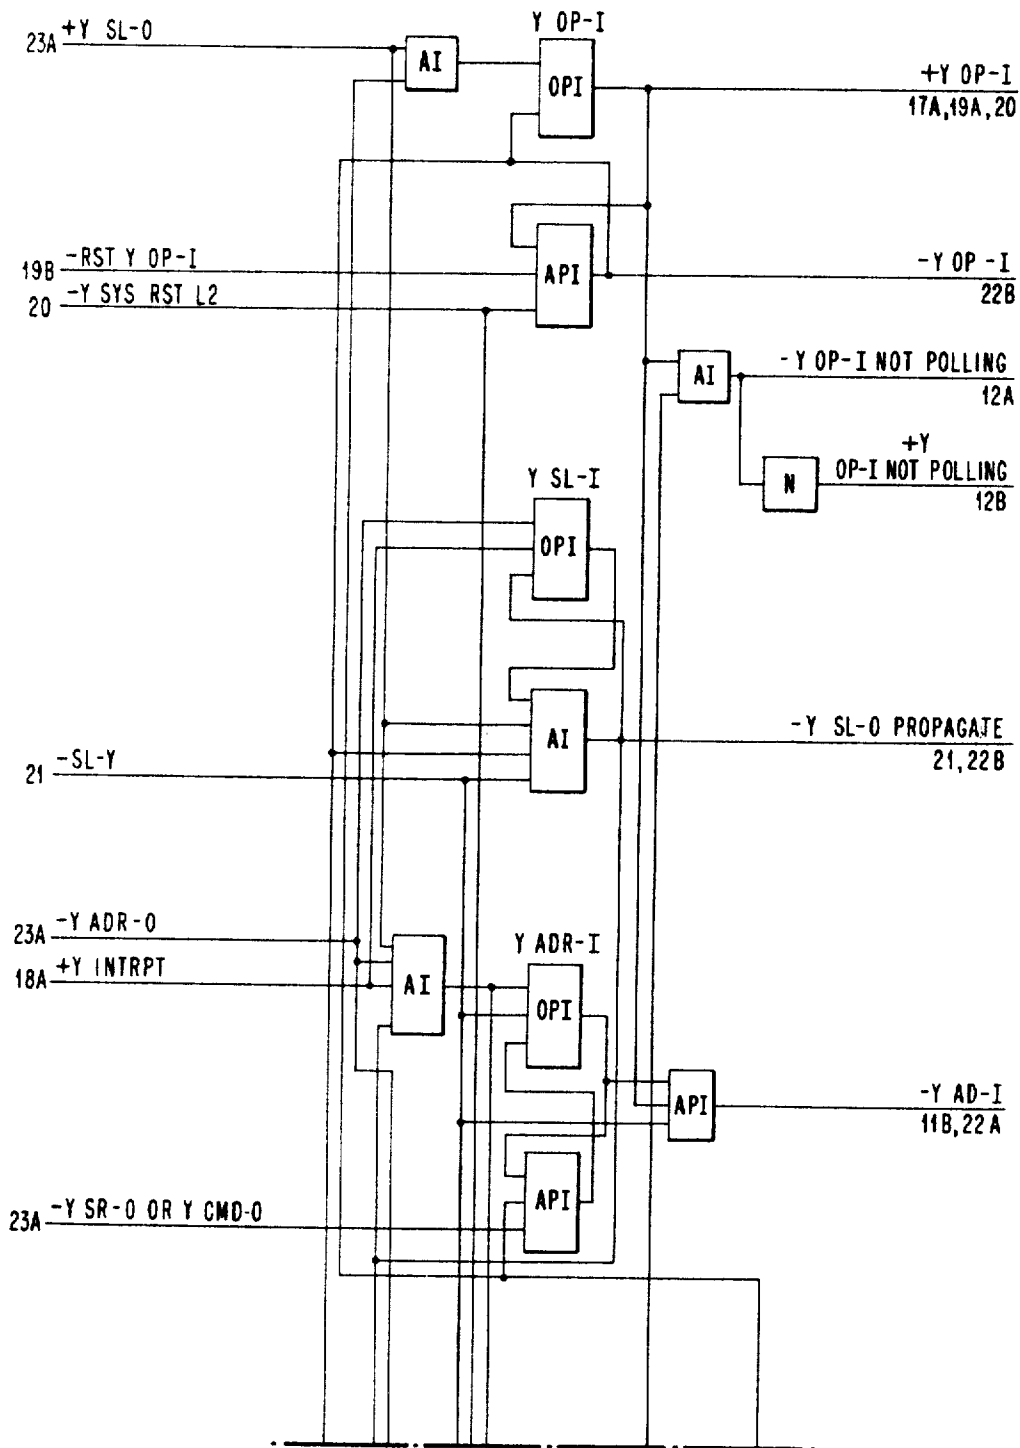 Y OP-I
23A +Y SL-O
AI
OPI
+Y OP-I
17A,19A,20
19B -RST Y OP-I
API
-Y OP-I
22B
20 -Y SYS RST L2
AI
-Y OP-I NOT POLLING
12A
+Y
OP-I NOT POLLING
12B
N
Y SL-I
OPI
AI
-Y SL-O PROPAGATE
21,22B
21 -SL-Y
23A -Y ADR-O
18A +Y INTRPT
AI
Y ADR-I
OPI
API
-Y AD-I
11B,22A
API
23A -Y SR-O OR Y CMD-O